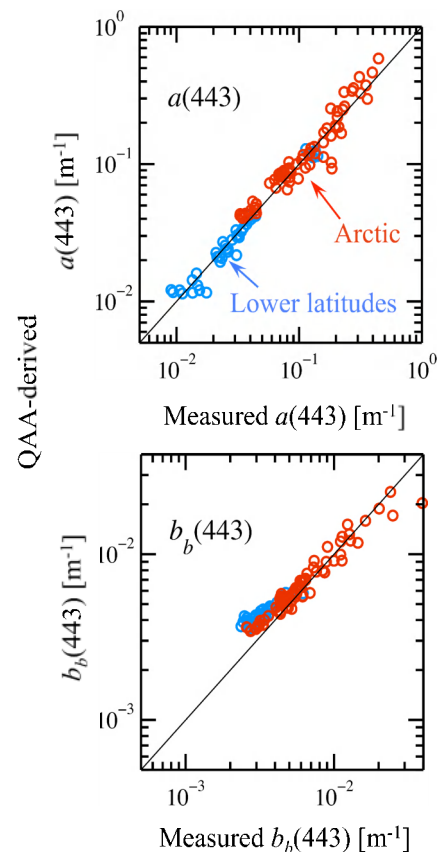 10⁰
a(443)
10⁻¹
a(443) [m⁻¹]
Arctic
10⁻²
Lower latitudes
10⁻² 10⁻¹ 10⁰
Measured a(443) [m⁻¹]
QAA-derived
b_b(443)
10⁻²
b_b(443) [m⁻¹]
10⁻³
10⁻³ 10⁻²
Measured b_b(443) [m⁻¹]